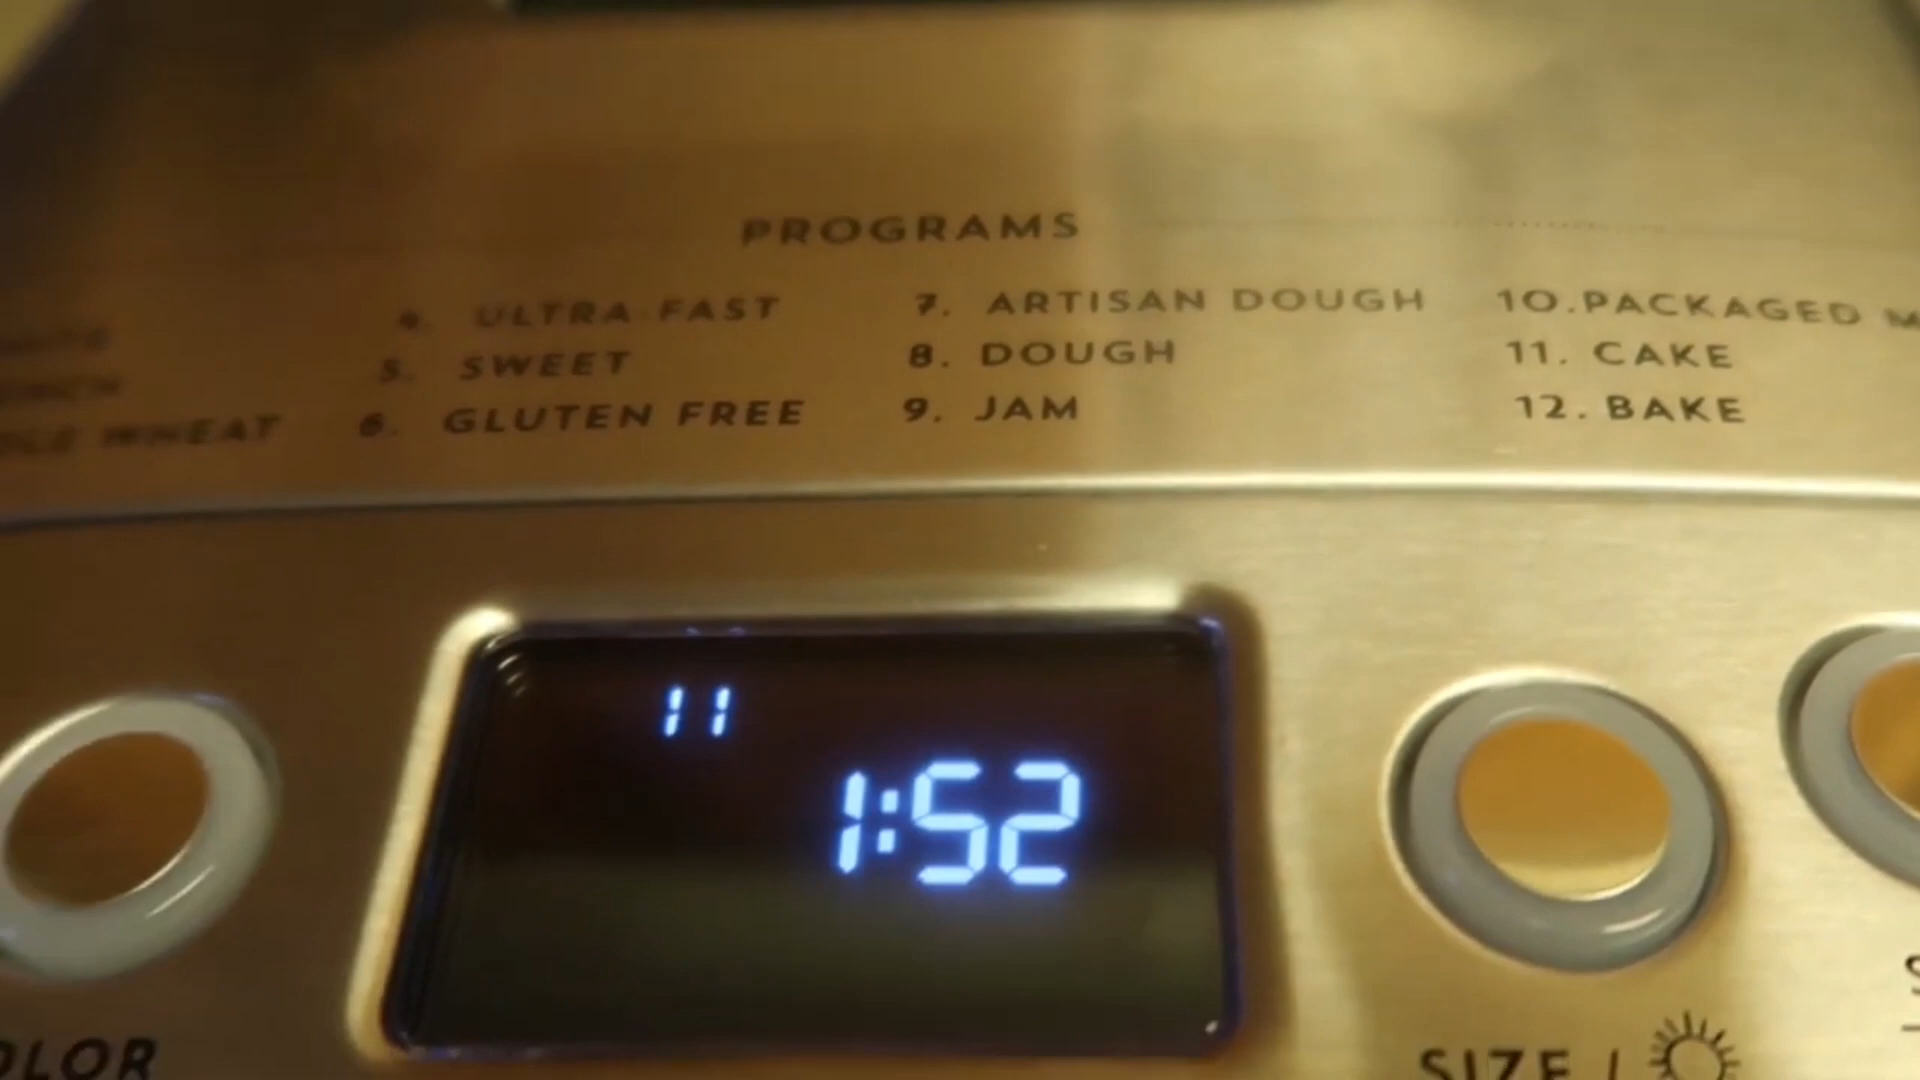 PROGRAMS
4. ULTRA FAST 7. ARTISAN DOUGH 10. PACKAGED
5. SWEET 8. DOUGH 11. CAKE
WHEAT 6. GLUTEN FREE 9. JAM 12. BAKE
11
1:52
OLOR SIZE /